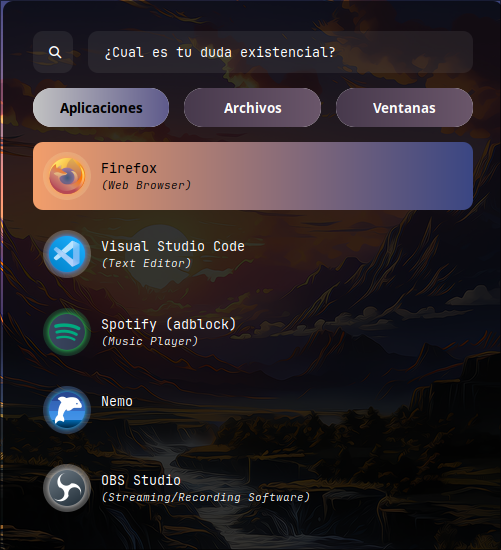 ¿Cual es tu duda existencial?
Aplicaciones
Archivos
Ventanas
Firefox
(Web Browser)
Visual Studio Code
(Text Editor)
Spotify (adblock)
(Music Player)
Nemo
OBS Studio
(Streaming/Recording Software)